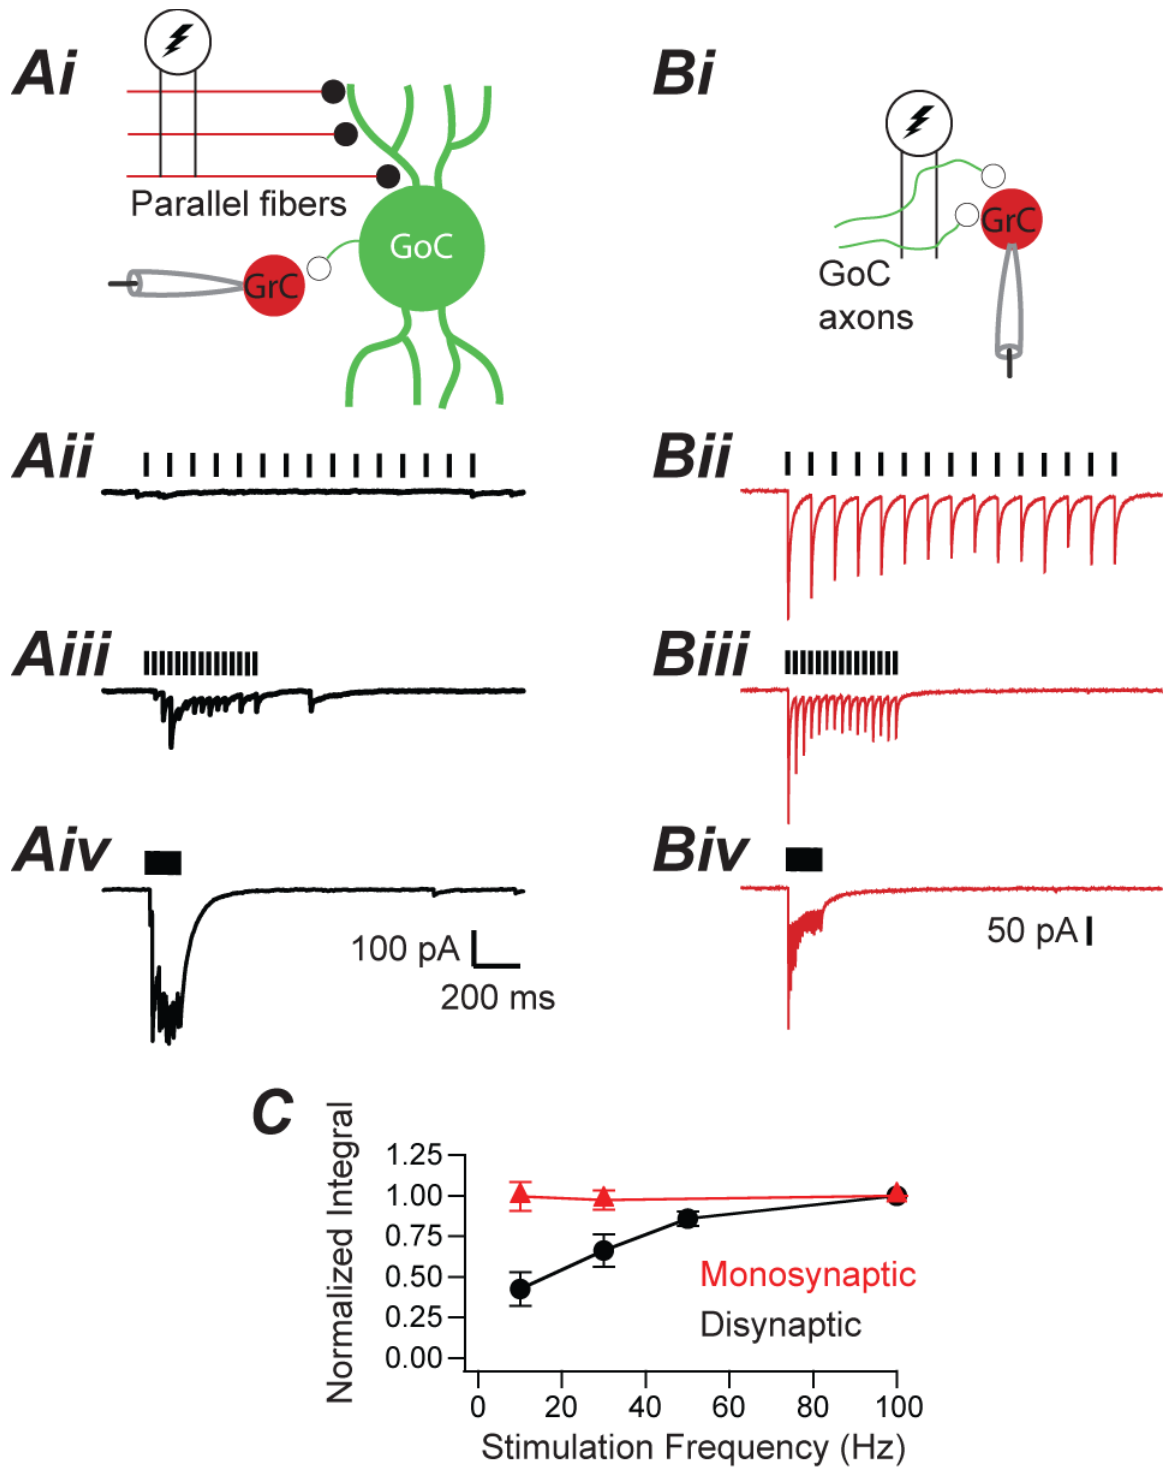 Ai
Parallel fibers
GoC
GrC
Bi
GrC
GoC
axons
Aii
Bii
Aiii
Biii
Aiv
100 pA
200 ms
Biv
50 pA
C
Normalized Integral
1.25
1.00
0.75
0.50
0.25
0.00
Monosynaptic
Disynaptic
0 20 40 60 80 100
Stimulation Frequency (Hz)